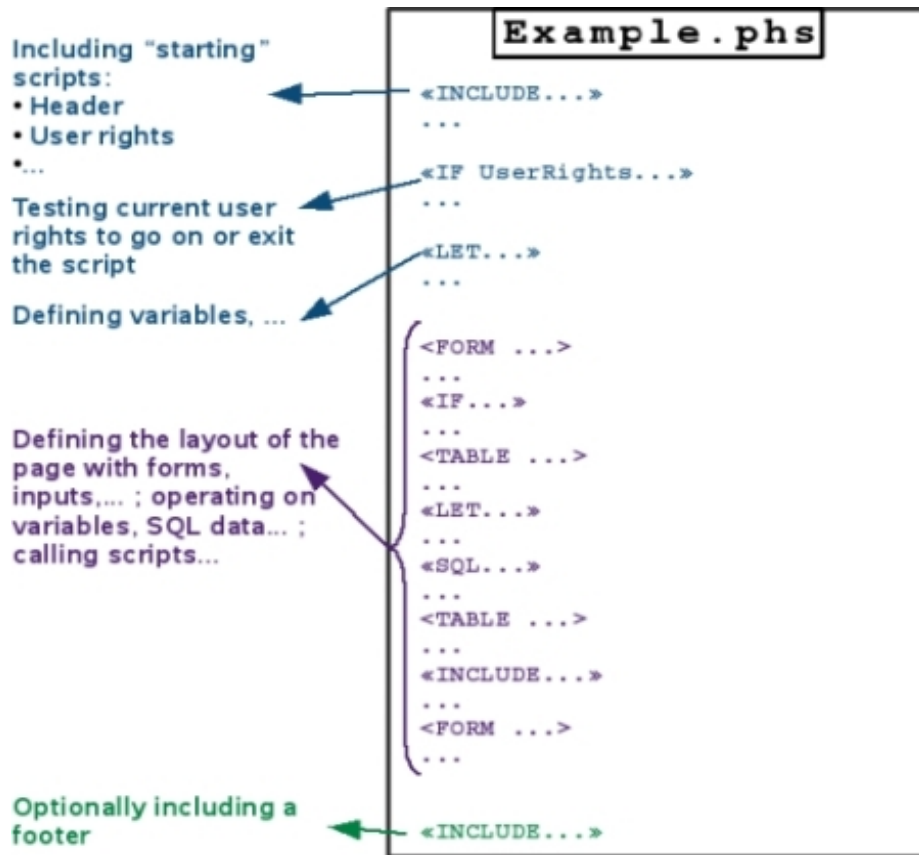 Example.phs
Including “starting”
scripts:
• Header
• User rights
•...
«INCLUDE...»
...
«IF UserRights...»
...
Testing current user
rights to go on or exit
the script
«LET...»
...
Defining variables, ...
<FORM ...>
...
«IF...»
...
<TABLE ...>
...
«LET...»
...
«SQL...»
...
<TABLE ...>
...
«INCLUDE...»
...
<FORM ...>
...
Defining the layout of the
page with forms,
inputs,... ; operating on
variables, SQL data... ;
calling scripts...
Optionally including a
footer
«INCLUDE...»